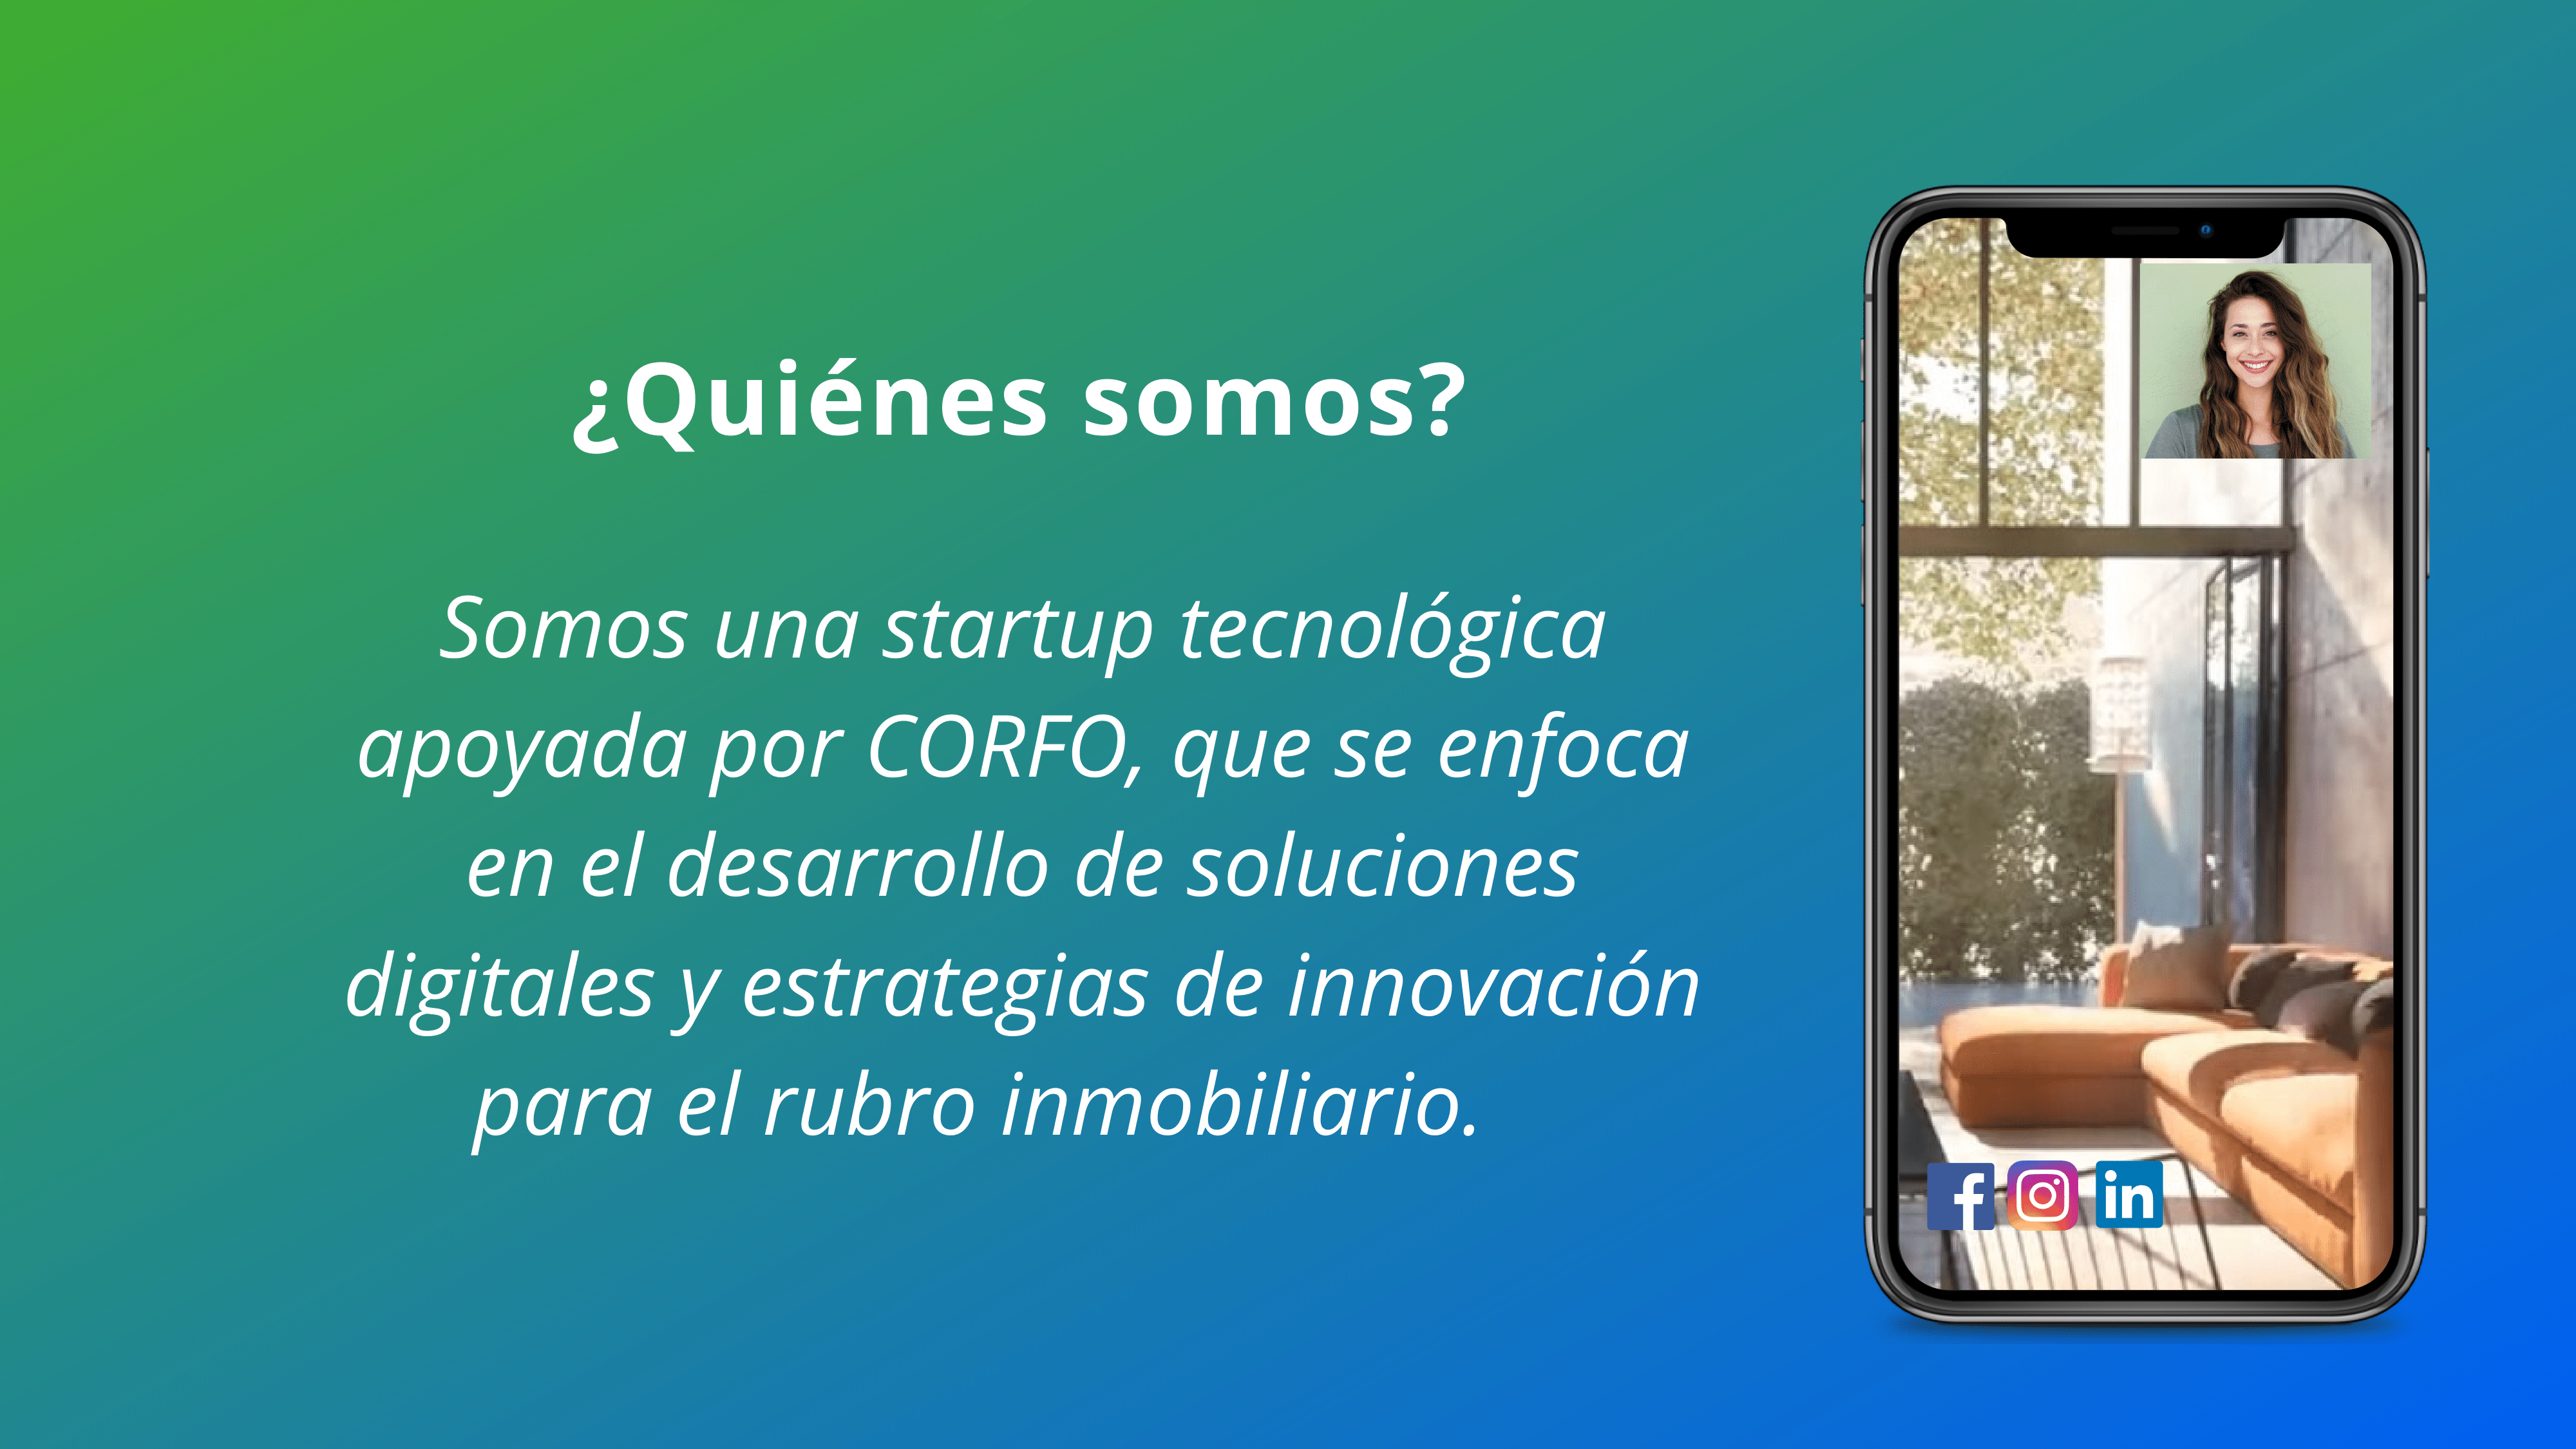 ¿Quiénes somos?
Somos una startup tecnológica
apoyada por CORFO, que se enfoca
en el desarrollo de soluciones
digitales y estrategias de innovación
para el rubro inmobiliario.
f
in